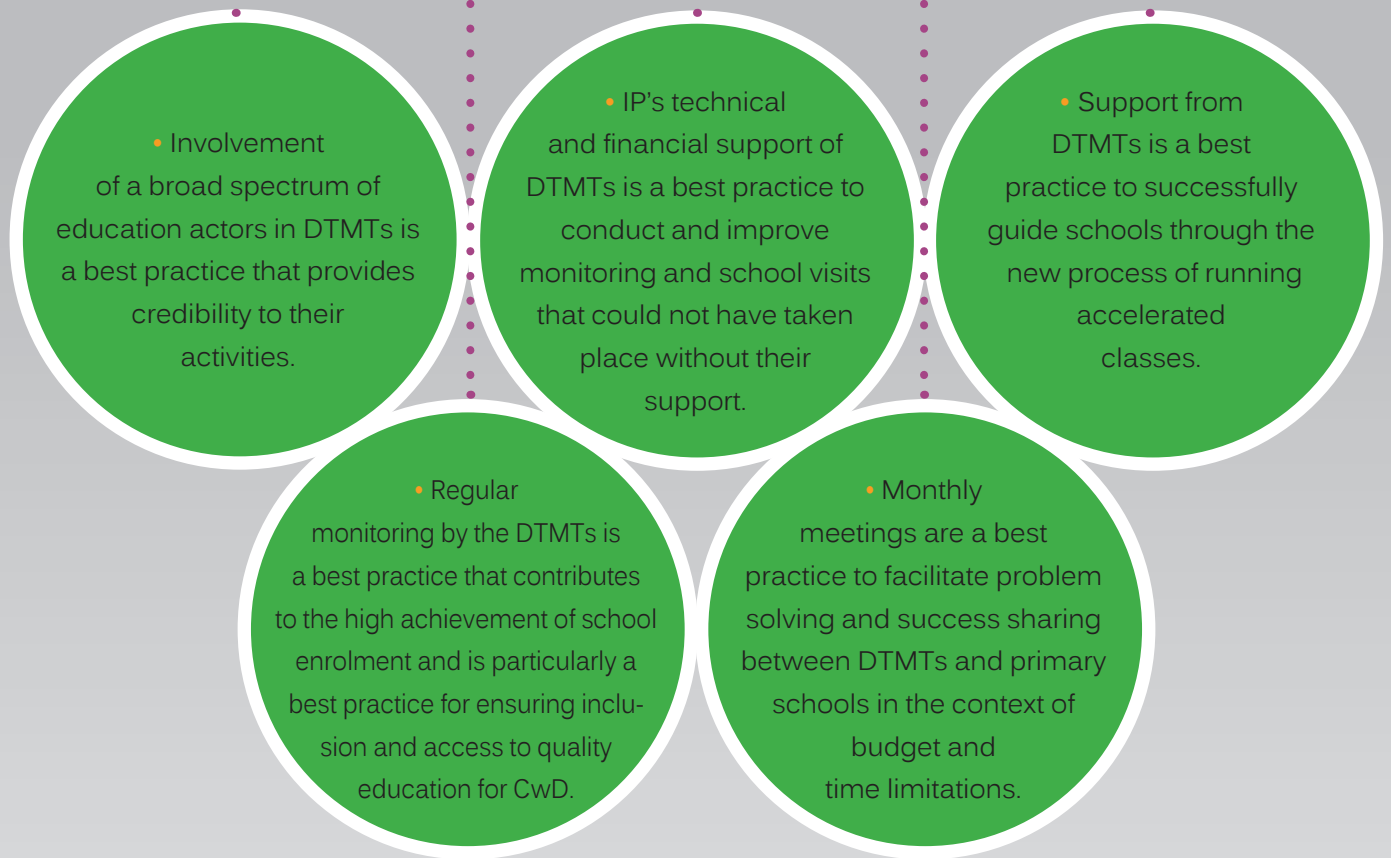 • Involvement
of a broad spectrum of
education actors in DTMTs is
a best practice that provides
credibility to their
activities.
• IP’s technical
and financial support of
DTMTs is a best practice to
conduct and improve
monitoring and school visits
that could not have taken
place without their
support.
• Support from
DTMTs is a best
practice to successfully
guide schools through the
new process of running
accelerated
classes.
• Regular
monitoring by the DTMTs is
a best practice that contributes
to the high achievement of school
enrolment and is particularly a
best practice for ensuring inclu-
sion and access to quality
education for CwD.
• Monthly
meetings are a best
practice to facilitate problem
solving and success sharing
between DTMTs and primary
schools in the context of
budget and
time limitations.